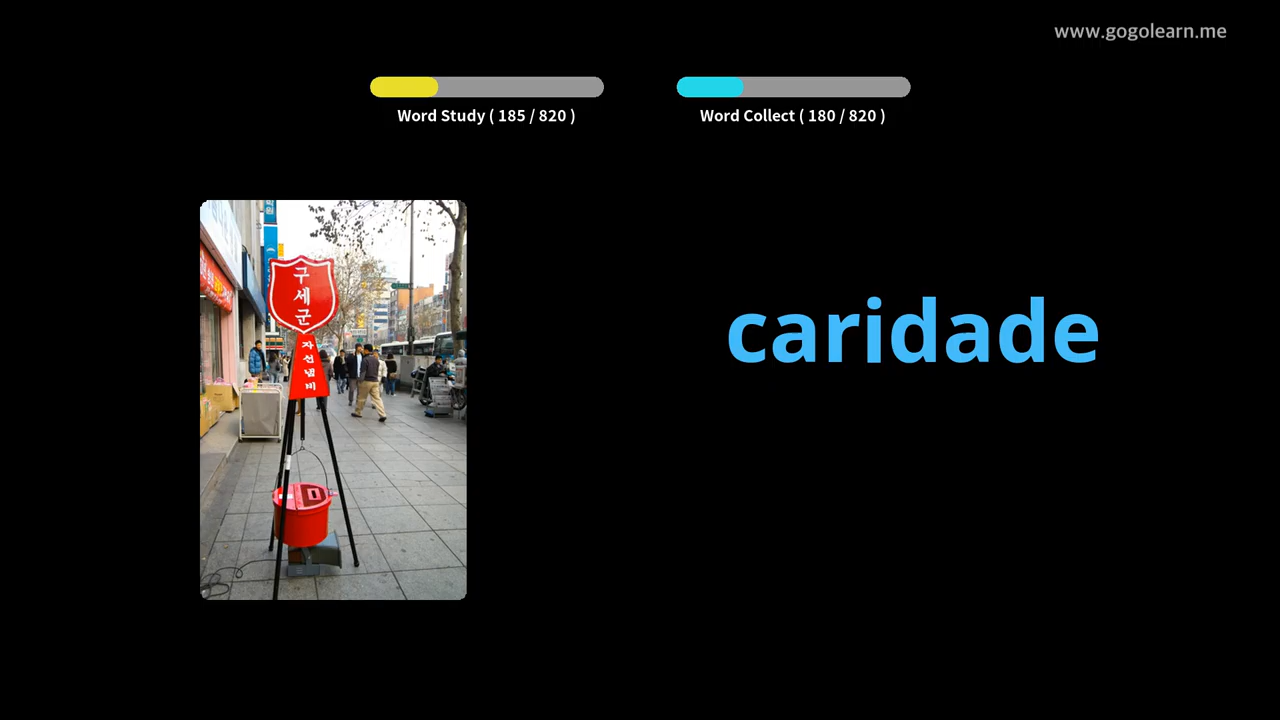 www.gogolearn.me
Word Study ( 185 / 820 )
Word Collect ( 180 / 820 )
구
세
군
자
선
냄
비
caridade